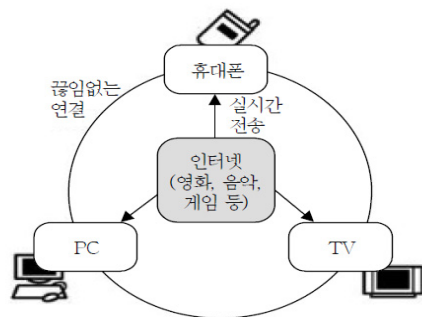 휴대폰
끊임없는
연결
실시간
전송
인터넷
(영화, 음악,
게임 등)
PC
TV